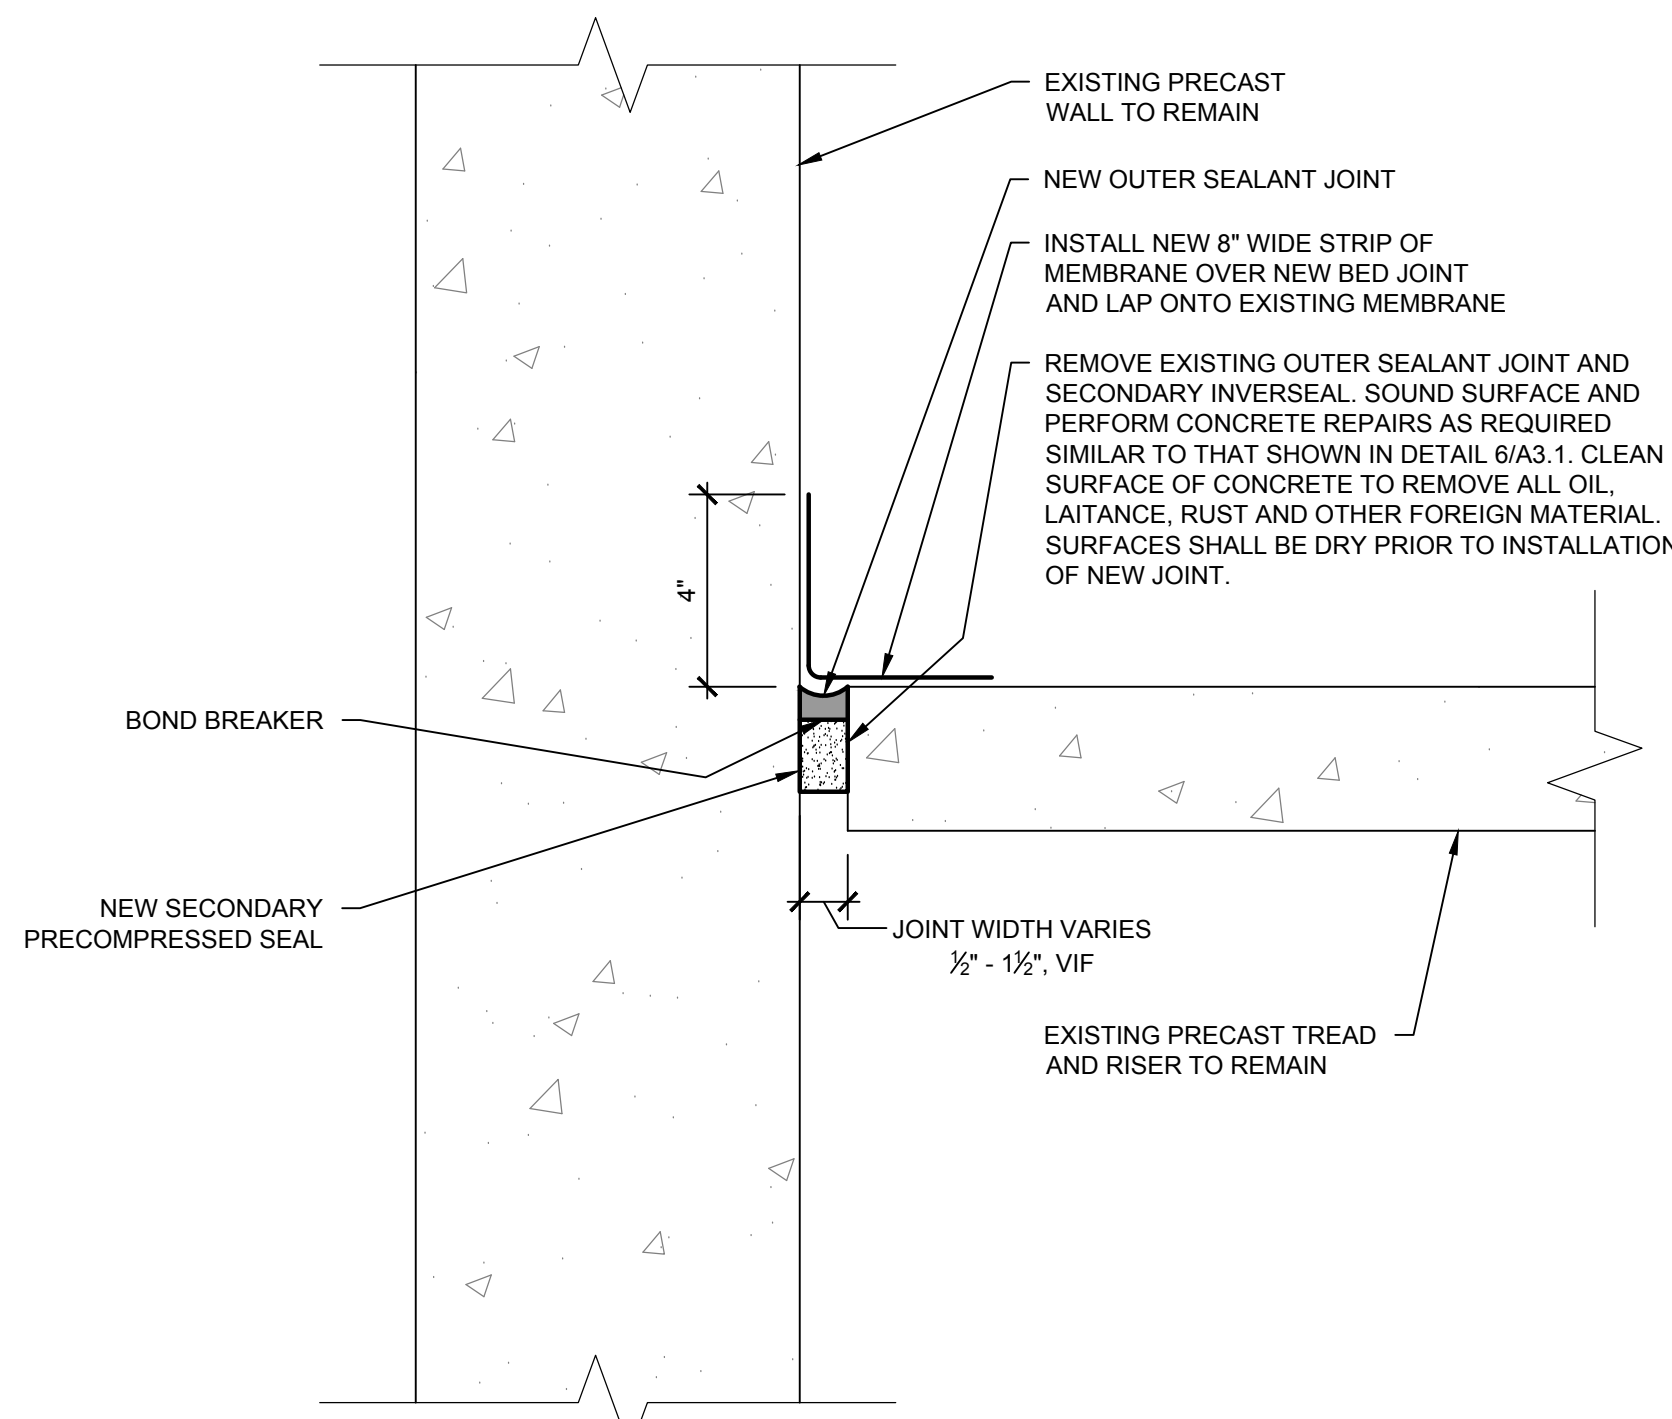 EXISTING PRECAST
WALL TO REMAIN
NEW OUTER SEALANT JOINT
INSTALL NEW 8" WIDE STRIP OF
MEMBRANE OVER NEW BED JOINT
AND LAP ONTO EXISTING MEMBRANE
REMOVE EXISTING OUTER SEALANT JOINT AND
SECONDARY INVERSEAL. SOUND SURFACE AND
PERFORM CONCRETE REPAIRS AS REQUIRED
SIMILAR TO THAT SHOWN IN DETAIL 6/A3.1. CLEAN
SURFACE OF CONCRETE TO REMOVE ALL OIL,
LAITANCE, RUST AND OTHER FOREIGN MATERIAL.
SURFACES SHALL BE DRY PRIOR TO INSTALLATION
OF NEW JOINT.
4"
BOND BREAKER
NEW SECONDARY
PRECOMPRESSED SEAL
JOINT WIDTH VARIES
½" - 1½", VIF
EXISTING PRECAST TREAD
AND RISER TO REMAIN